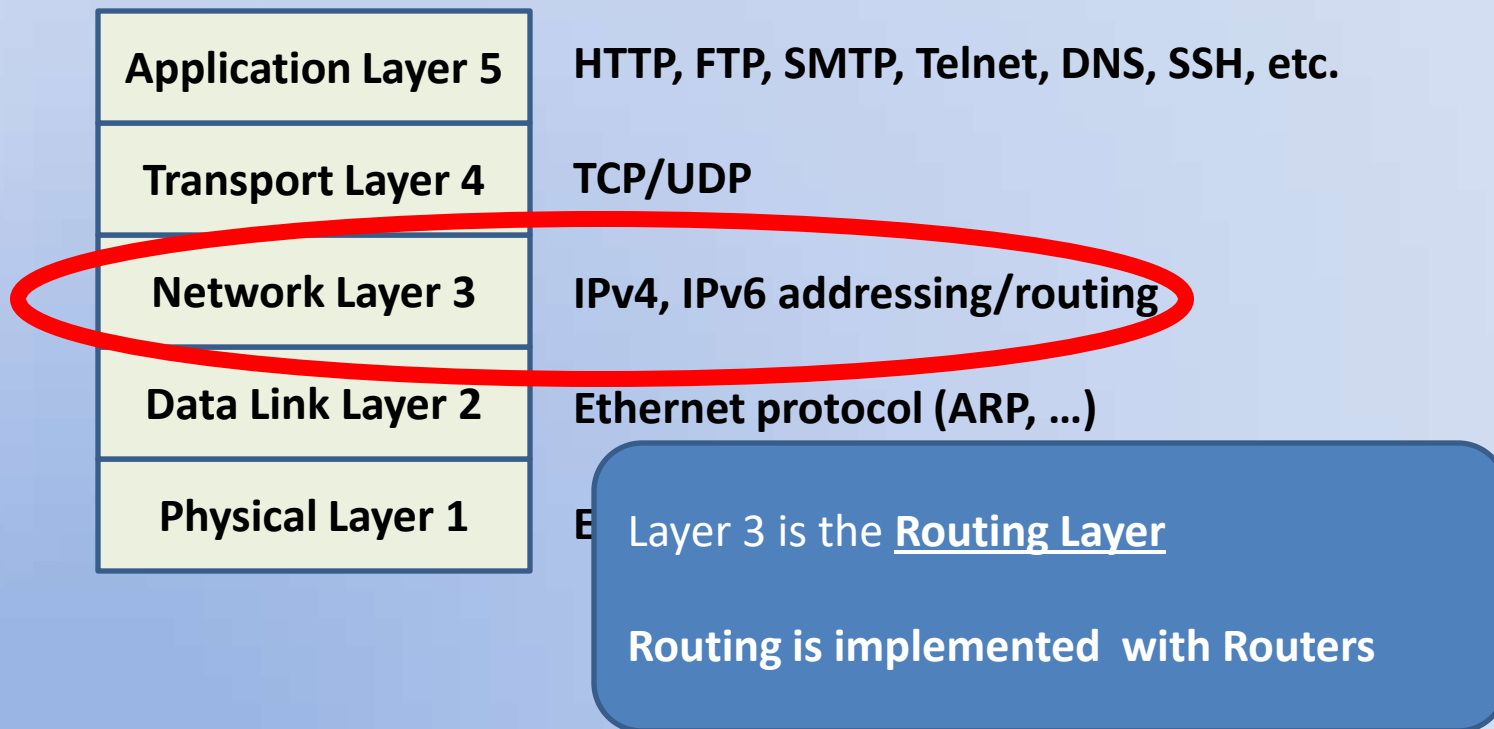 Application Layer 5 HTTP, FTP, SMTP, Telnet, DNS, SSH, etc.
Transport Layer 4 TCP/UDP
Network Layer 3 IPv4, IPv6 addressing/routing
Data Link Layer 2 Ethernet protocol (ARP, …)
Physical Layer 1
Layer 3 is the Routing Layer
Routing is implemented with Routers